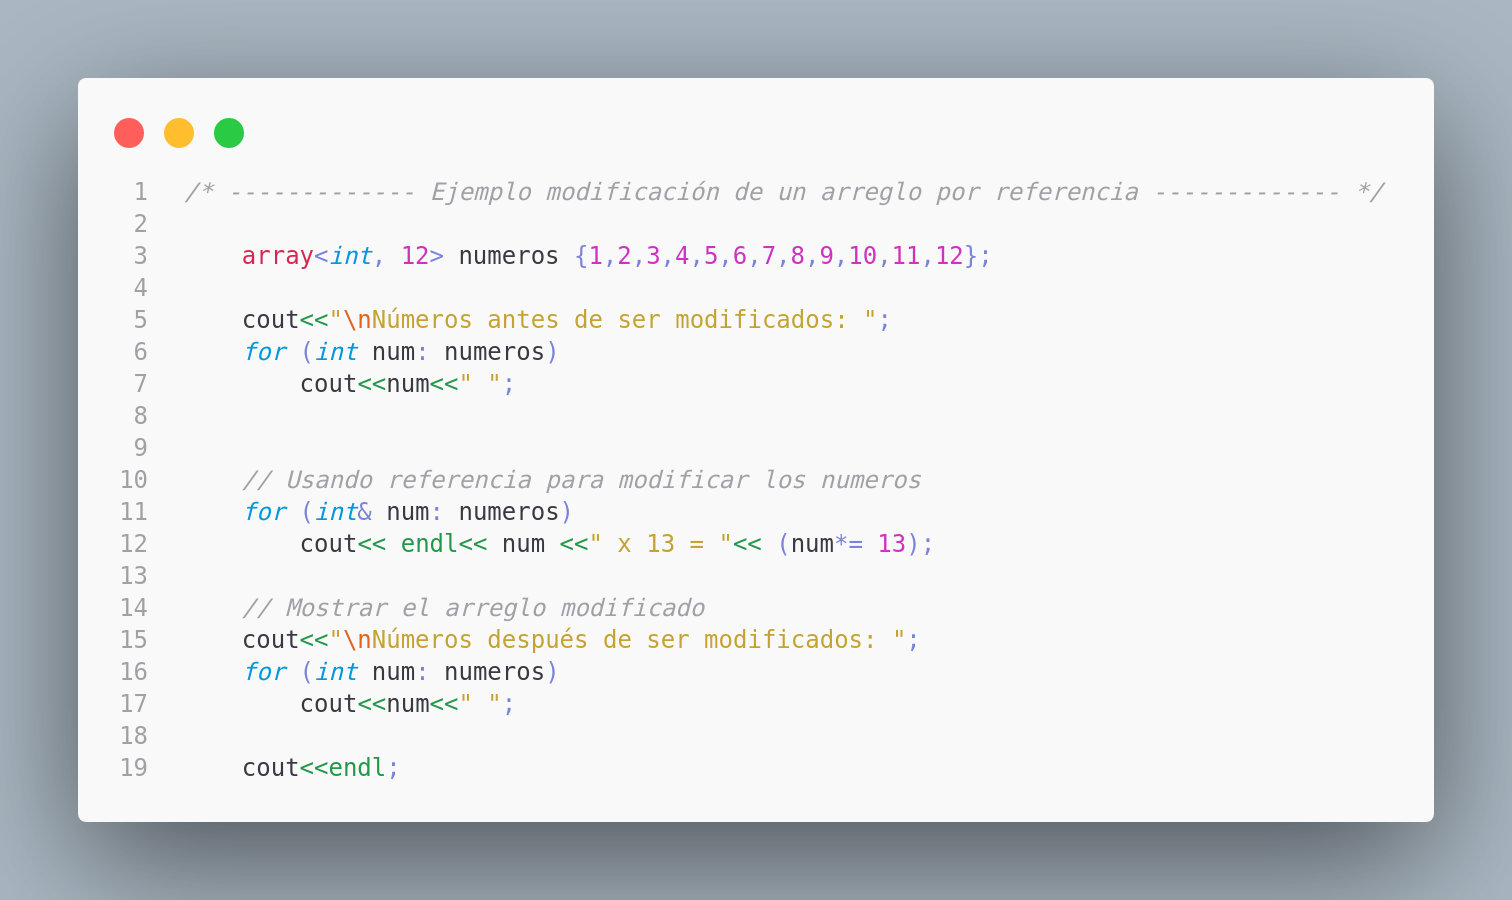 1 /* ------------- Ejemplo modificación de un arreglo por referencia ------------- */
2
3     array<int, 12> numeros {1,2,3,4,5,6,7,8,9,10,11,12};
4
5     cout<<"\nNúmeros antes de ser modificados: ";
6     for (int num: numeros)
7         cout<<num<<" ";
8
9
10     // Usando referencia para modificar los numeros
11     for (int& num: numeros)
12         cout<< endl<< num <<" x 13 = "<< (num*= 13);
13
14     // Mostrar el arreglo modificado
15     cout<<"\nNúmeros después de ser modificados: ";
16     for (int num: numeros)
17         cout<<num<<" ";
18
19     cout<<endl;